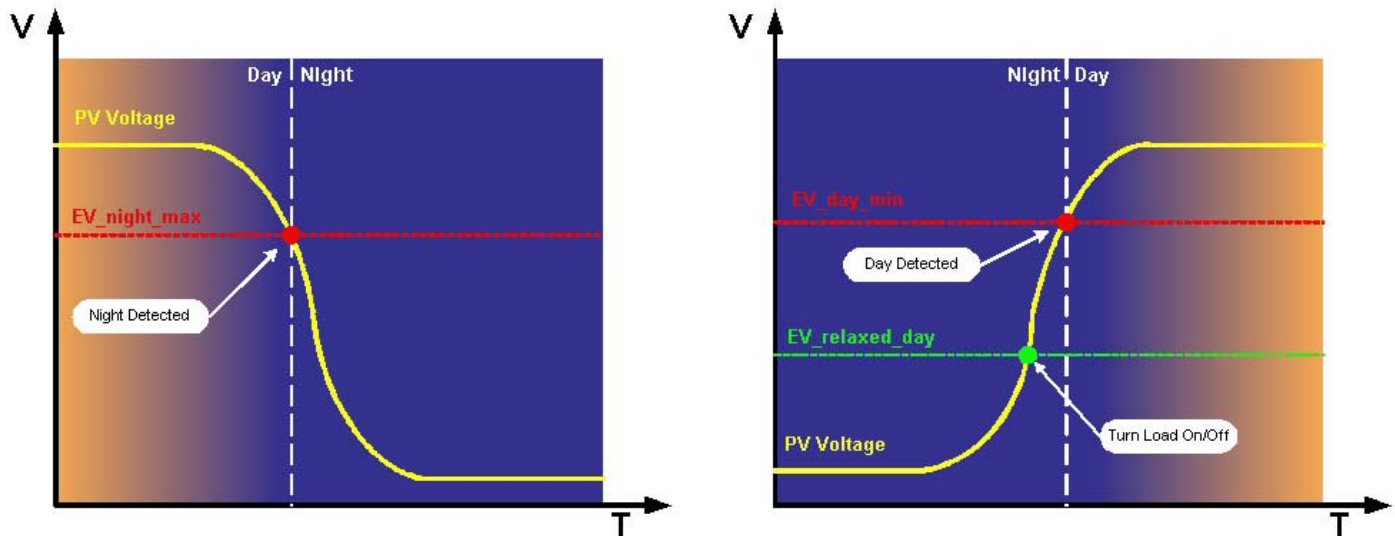 V
Day NIght
PV Voltage
EV_night_max
Night Detected
T
V
NIght Day
EV_day_min
Day Detected
EV_relaxed_day
Turn Load On/Off
PV Voltage
T